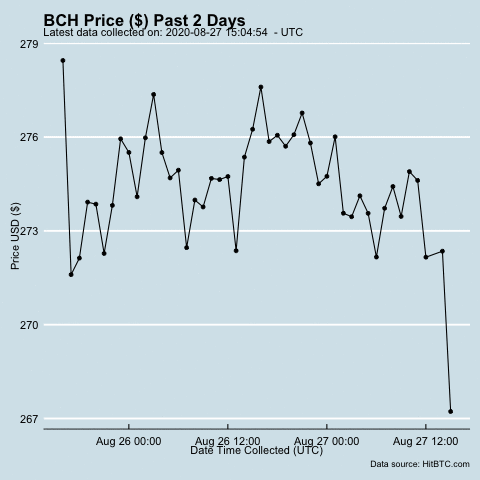 BCH Price ($) Past 2 Days
Latest data collected on: 2020-08-27 15:04:54 - UTC
279
276
273
270
267
Price USD ($)
Aug 26 00:00 Aug 26 12:00 Aug 27 00:00 Aug 27 12:00
Date Time Collected (UTC)
Data source: HitBTC.com